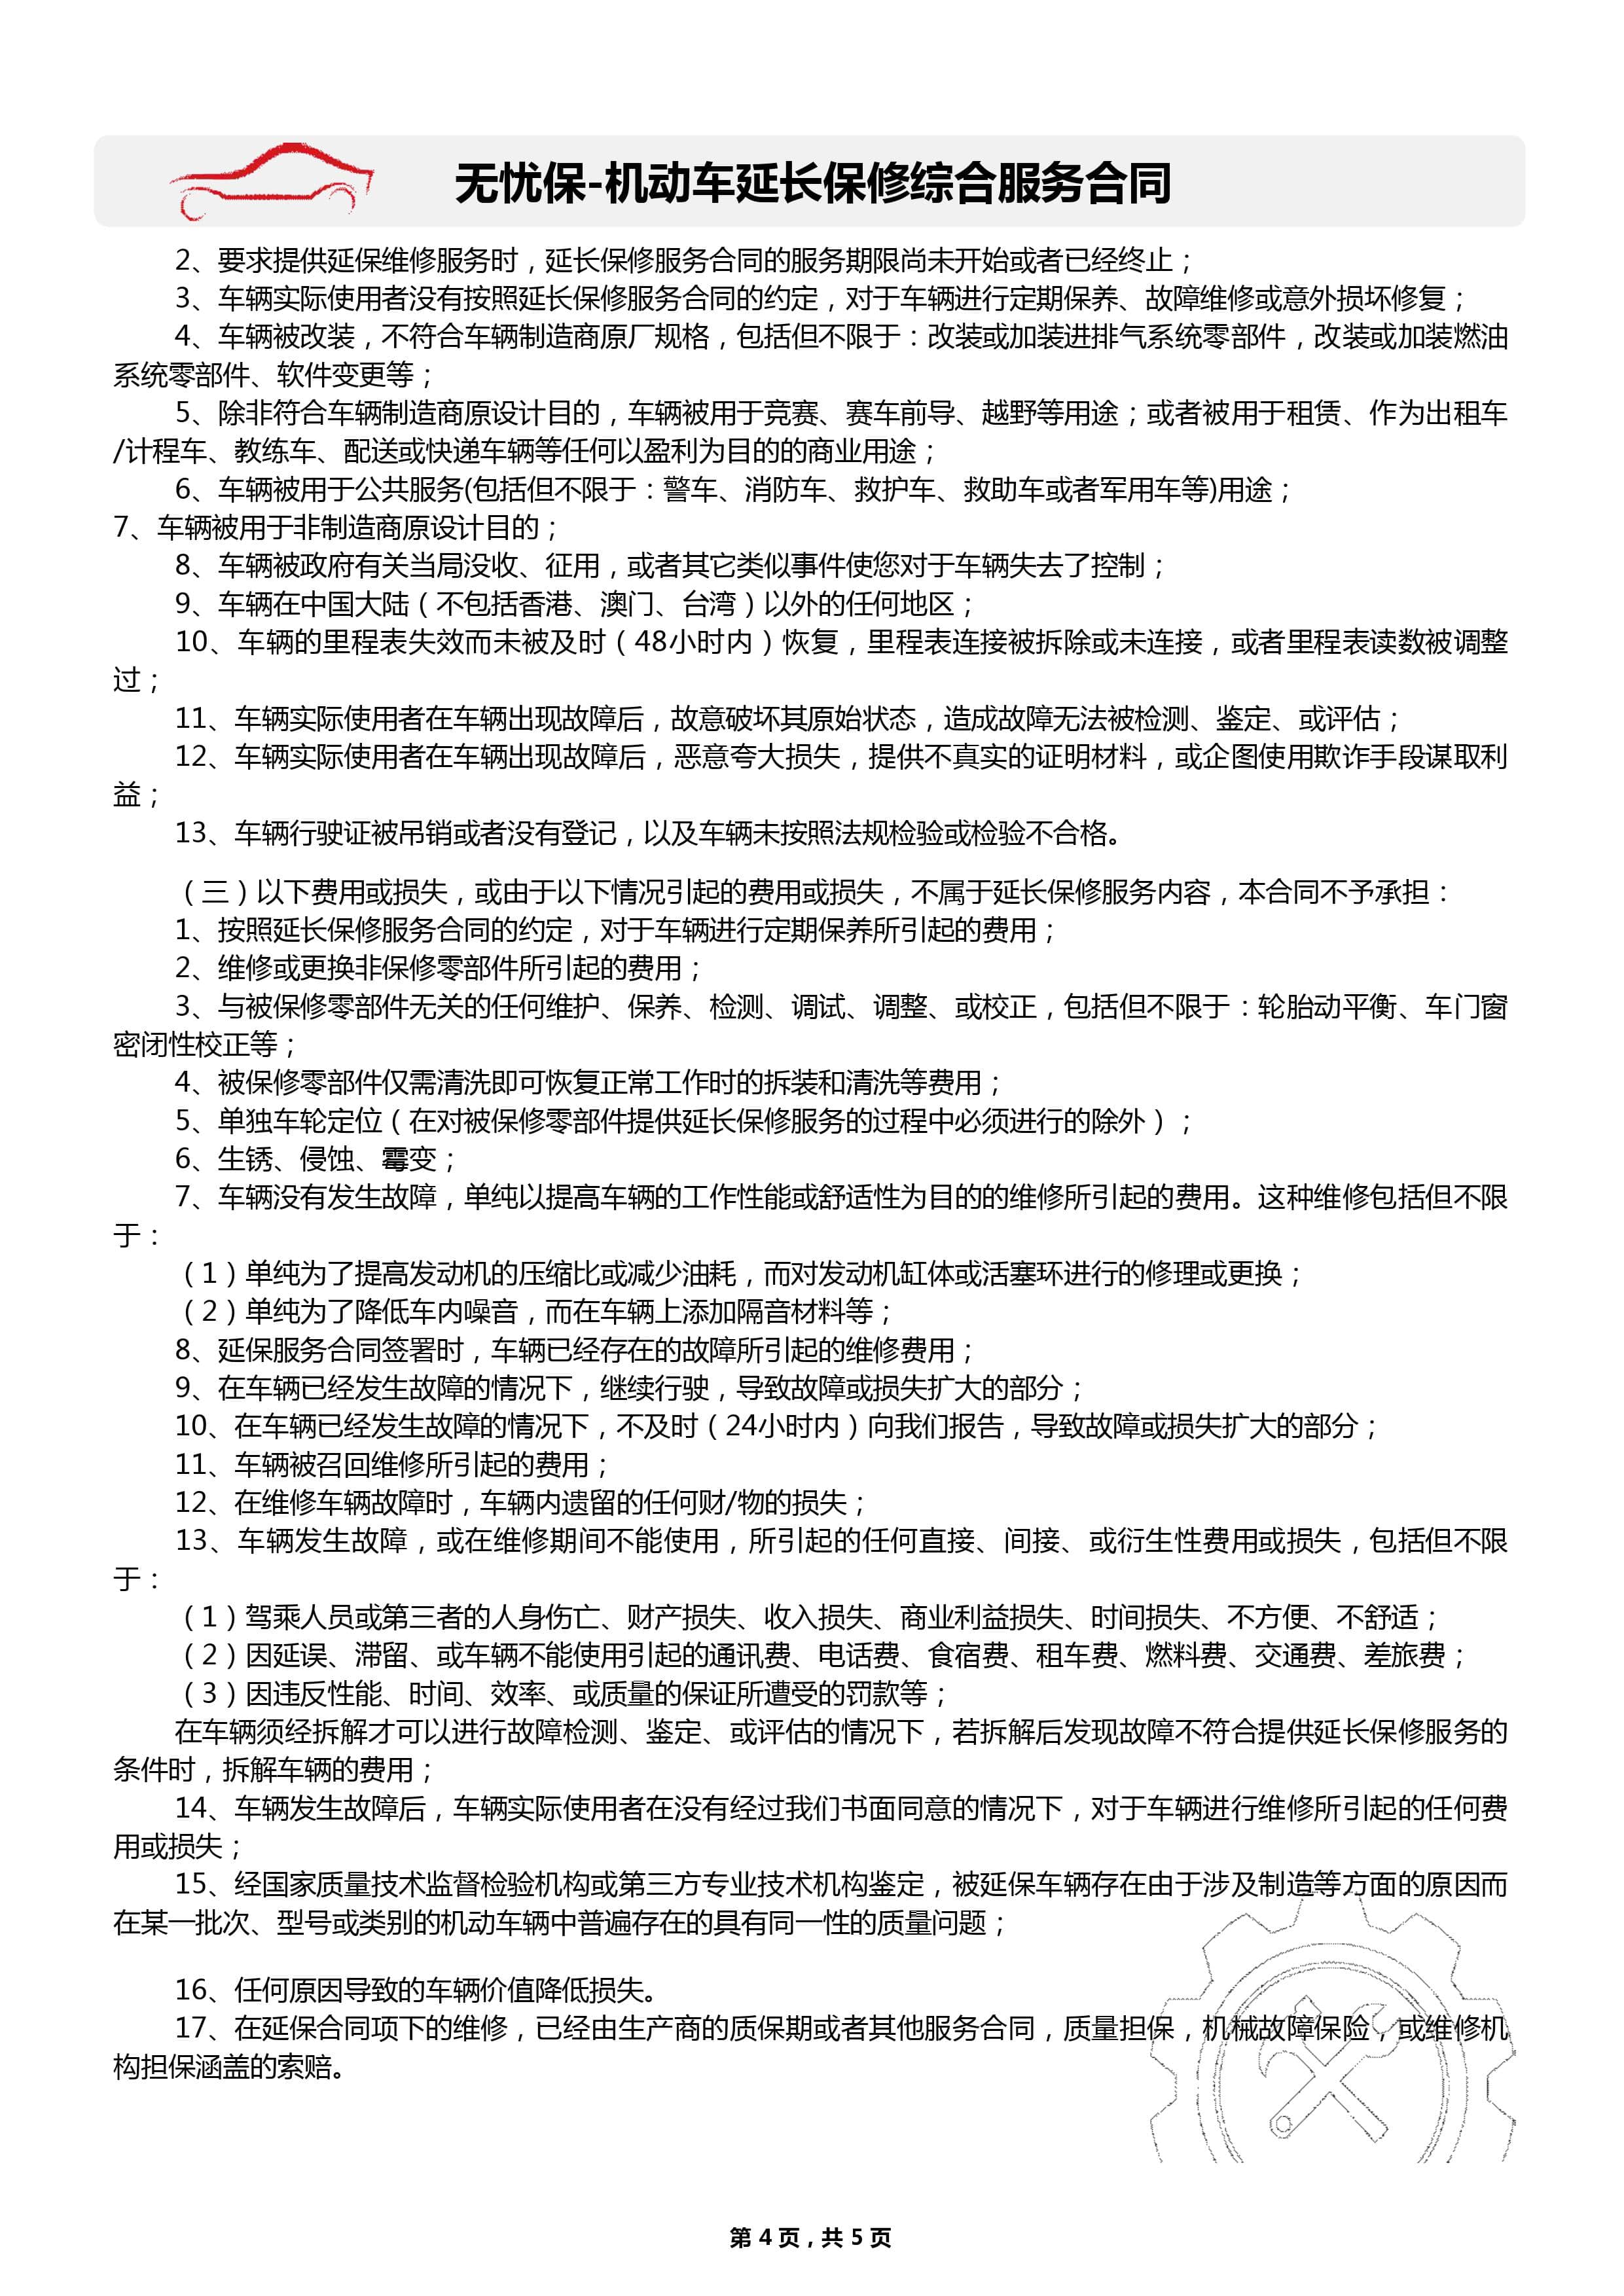 无忧保-机动车延长保修综合服务合同
2、要求提供延保维修服务时，延长保修服务合同的服务期限尚未开始或者已经终止；
3、车辆实际使用者没有按照延长保修服务合同的约定，对于车辆进行定期保养、故障维修或意外损坏修复；
4、车辆被改装，不符合车辆制造商原厂规格，包括但不限于：改装或加装进排气系统零部件，改装或加装燃油
系统零部件、软件变更等；
5、除非符合车辆制造商原设计目的，车辆被用于竞赛、赛车前导、越野等用途；或者被用于租赁、作为出租车
/计程车、教练车、配送或快递车辆等任何以盈利为目的的商业用途；
6、车辆被用于公共服务(包括但不限于：警车、消防车、救护车、救助车或者军用车等)用途；
7、车辆被用于非制造商原设计目的；
8、车辆被政府有关当局没收、征用，或者其它类似事件使您对于车辆失去了控制；
9、车辆在中国大陆（不包括香港、澳门、台湾）以外的任何地区；
10、车辆的里程表失效而未被及时（48小时内）恢复，里程表连接被拆除或未连接，或者里程表读数被调整
过；
11、车辆实际使用者在车辆出现故障后，故意破坏其原始状态，造成故障无法被检测、鉴定、或评估；
12、车辆实际使用者在车辆出现故障后，恶意夸大损失，提供不真实的证明材料，或企图使用欺诈手段谋取利
益；
13、车辆行驶证被吊销或者没有登记，以及车辆未按照法规检验或检验不合格。
（三）以下费用或损失，或由于以下情况引起的费用或损失，不属于延长保修服务内容，本合同不予承担：
1、按照延长保修服务合同的约定，对于车辆进行定期保养所引起的费用；
2、维修或更换非保修零部件所引起的费用；
3、与被保修零部件无关的任何维护、保养、检测、调试、调整、或校正，包括但不限于：轮胎动平衡、车门窗
密闭性校正等；
4、被保修零部件仅需清洗即可恢复正常工作时的拆装和清洗等费用；
5、单独车轮定位（在对被保修零部件提供延长保修服务的过程中必须进行的除外）；
6、生锈、侵蚀、霉变；
7、车辆没有发生故障，单纯以提高车辆的工作性能或舒适性为目的的维修所引起的费用。这种维修包括但不限
于：
（1）单纯为了提高发动机的压缩比或减少油耗，而对发动机缸体或活塞环进行的修理或更换；
（2）单纯为了降低车内噪音，而在车辆上添加隔音材料等；
8、延保服务合同签署时，车辆已经存在的故障所引起的维修费用；
9、在车辆已经发生故障的情况下，继续行驶，导致故障或损失扩大的部分；
10、在车辆已经发生故障的情况下，不及时（24小时内）向我们报告，导致故障或损失扩大的部分；
11、车辆被召回维修所引起的费用；
12、在维修车辆故障时，车辆内遗留的任何财/物的损失；
13、车辆发生故障，或在维修期间不能使用，所引起的任何直接、间接、或衍生性费用或损失，包括但不限
于：
（1）驾乘人员或第三者的人身伤亡、财产损失、收入损失、商业利益损失、时间损失、不方便、不舒适；
（2）因延误、滞留、或车辆不能使用引起的通讯费、电话费、食宿费、租车费、燃料费、交通费、差旅费；
（3）因违反性能、时间、效率、或质量的保证所遭受的罚款等；
在车辆须经拆解才可以进行故障检测、鉴定、或评估的情况下，若拆解后发现故障不符合提供延长保修服务的
条件时，拆解车辆的费用；
14、车辆发生故障后，车辆实际使用者在没有经过我们书面同意的情况下，对于车辆进行维修所引起的任何费
用或损失；
15、经国家质量技术监督检验机构或第三方专业技术机构鉴定，被延保车辆存在由于涉及制造等方面的原因而
在某一批次、型号或类别的机动车辆中普遍存在的具有同一性的质量问题；
16、任何原因导致的车辆价值降低损失。
17、在延保合同项下的维修，已经由生产商的质保期或者其他服务合同，质量担保，机械故障保险，或维修机
构担保涵盖的索赔。
第 4 页，共 5 页